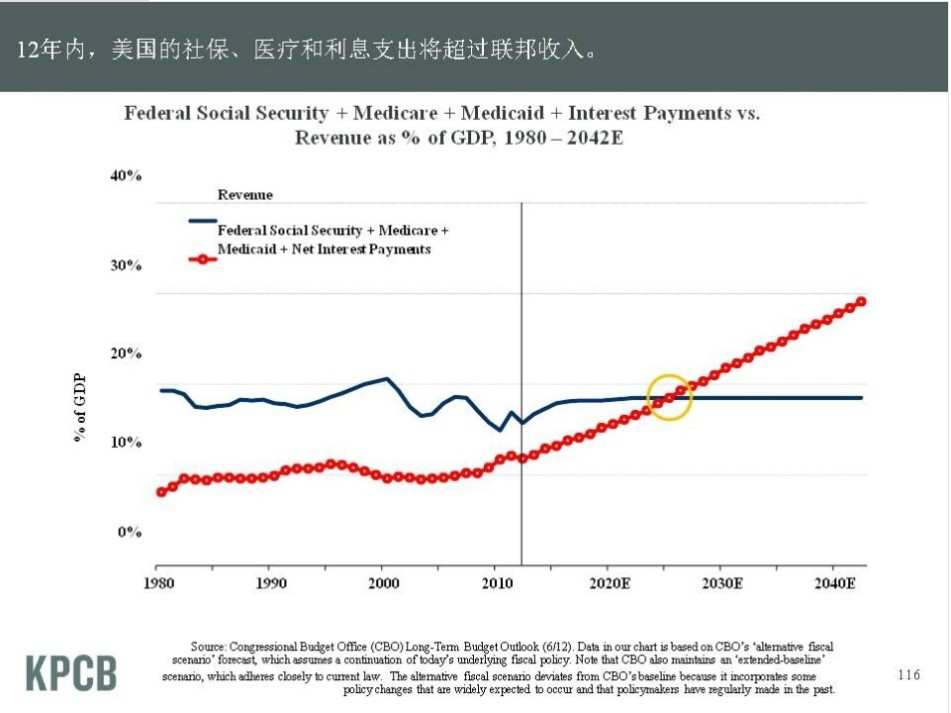 12年内，美国的社保、医疗和利息支出将超过联邦收入。
Federal Social Security + Medicare + Medicaid + Interest Payments vs.
Revenue as % of GDP, 1980 – 2042E
40%
Revenue
Federal Social Security + Medicare +
Medicaid + Net Interest Payments
30%
20%
% of GDP
10%
0%
1980 1990 2000 2010 2020E 2030E 2040E
Source: Congressional Budget Office (CBO) Long-Term Budget Outlook (6/12). Data in our chart is based on CBO's 'alternative fiscal
scenario' forecast, which assumes a continuation of today's underlying fiscal policy. Note that CBO also maintains an 'extended-baseline'
scenario, which adheres closely to current law. The alternative fiscal scenario deviates from CBO's baseline because it incorporates some
policy changes that are widely expected to occur and that policymakers have regularly made in the past.
KPCB
116